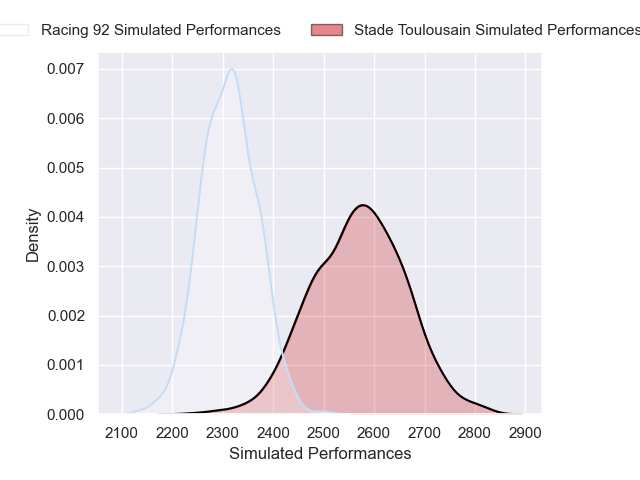 Racing 92 Simulated Performances
Stade Toulousain Simulated Performances
0.007
0.006
0.005
0.004
0.003
0.002
0.001
0.000
Density
2100 2200 2300 2400 2500 2600 2700 2800 2900
Simulated Performances